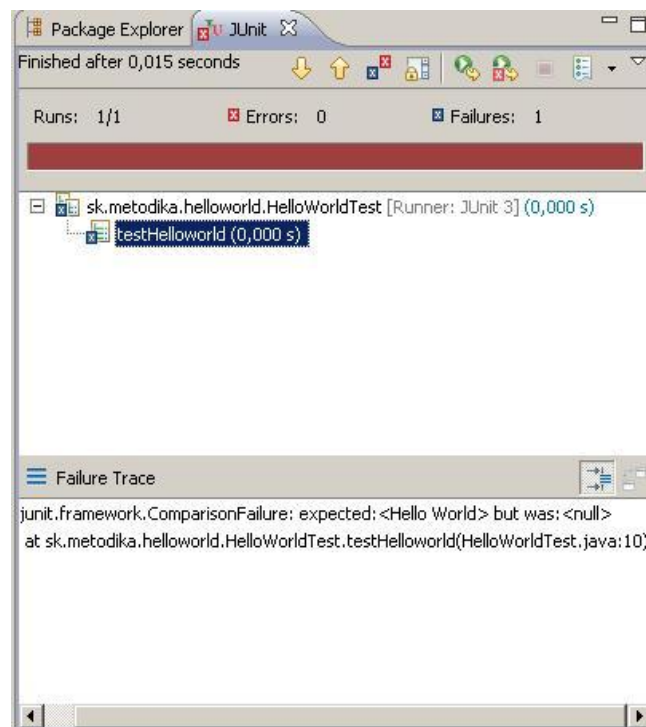 Package Explorer JUnit
Finished after 0,015 seconds
Runs: 1/1 Errors: 0 Failures: 1
sk.metodika.helloworld.HelloWorldTest [Runner: JUnit 3] (0,000 s)
testHelloworld (0,000 s)
Failure Trace
junit.framework.ComparisonFailure: expected:<Hello World> but was:<null>
at sk.metodika.helloworld.HelloWorldTest.testHelloworld(HelloWorldTest.java:10)